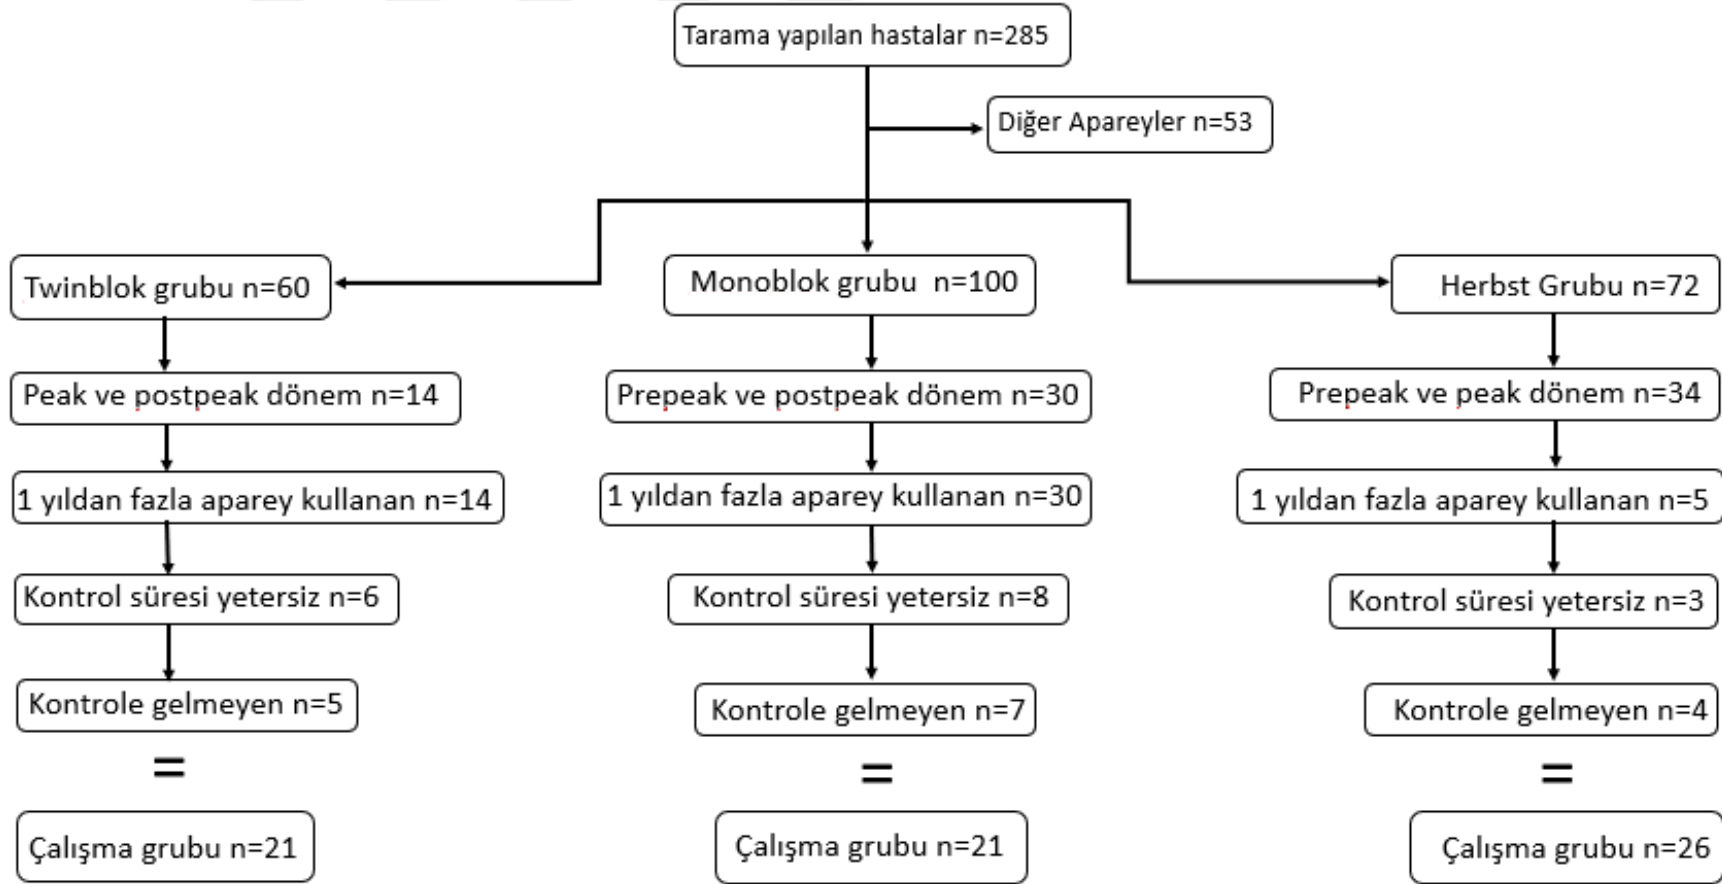 Tarama yapılan hastalar n=285
Diğer Apareyler n=53
Twinblok grubu n=60
Monoblok grubu n=100
Herbst Grubu n=72
Peak ve postpeak dönem n=14
Prepeak ve postpeak dönem n=30
Prepeak ve peak dönem n=34
1 yıldan fazla aparey kullanan n=14
1 yıldan fazla aparey kullanan n=30
1 yıldan fazla aparey kullanan n=5
Kontrol süresi yetersiz n=6
Kontrol süresi yetersiz n=8
Kontrol süresi yetersiz n=3
Kontrole gelmeyen n=5
Kontrole gelmeyen n=7
Kontrole gelmeyen n=4
=
=
=
Çalışma grubu n=21
Çalışma grubu n=21
Çalışma grubu n=26